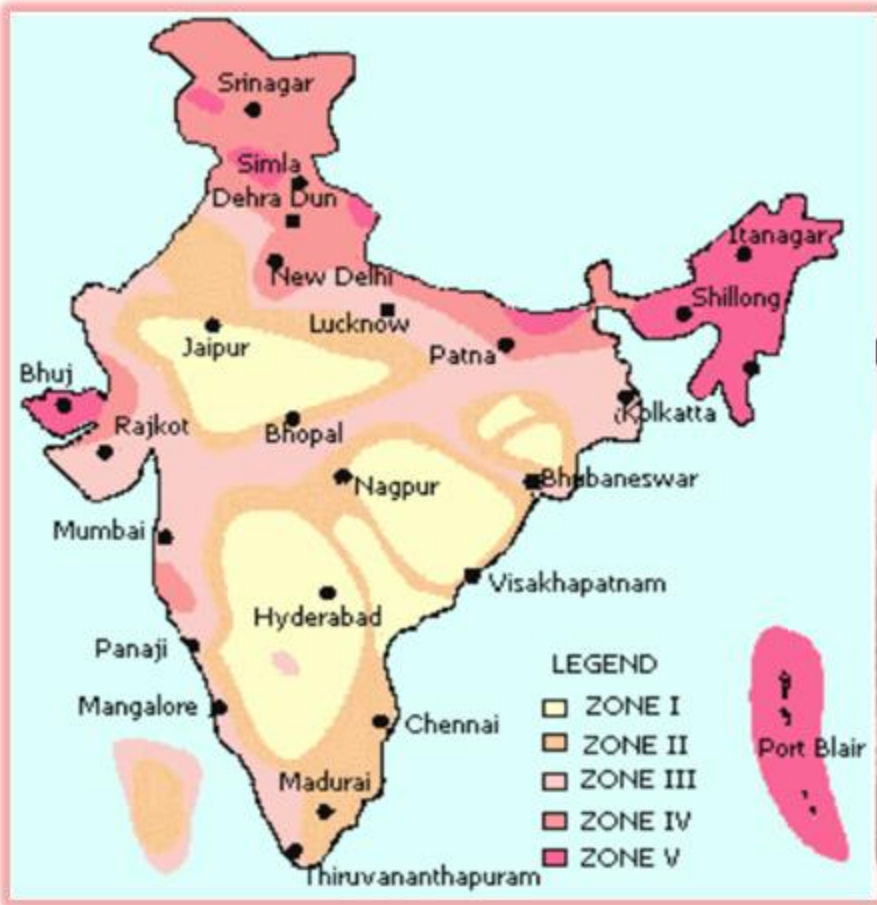 Srinagar
Simla
Dehra Dun
Itanagar
New Delhi
Shillong
Lucknow
Jaipur
Patna
Bhuj
Kolkatta
Rajkot
Bhopal
Bhubaneswar
Nagpur
Mumbai
Visakhapatnam
Hyderabad
Panaji
LEGEND
Mangalore
ZONE I
Chennai
ZONE II
Port Blair
Madurai
ZONE III
ZONE IV
ZONE V
Thiruvananthapuram